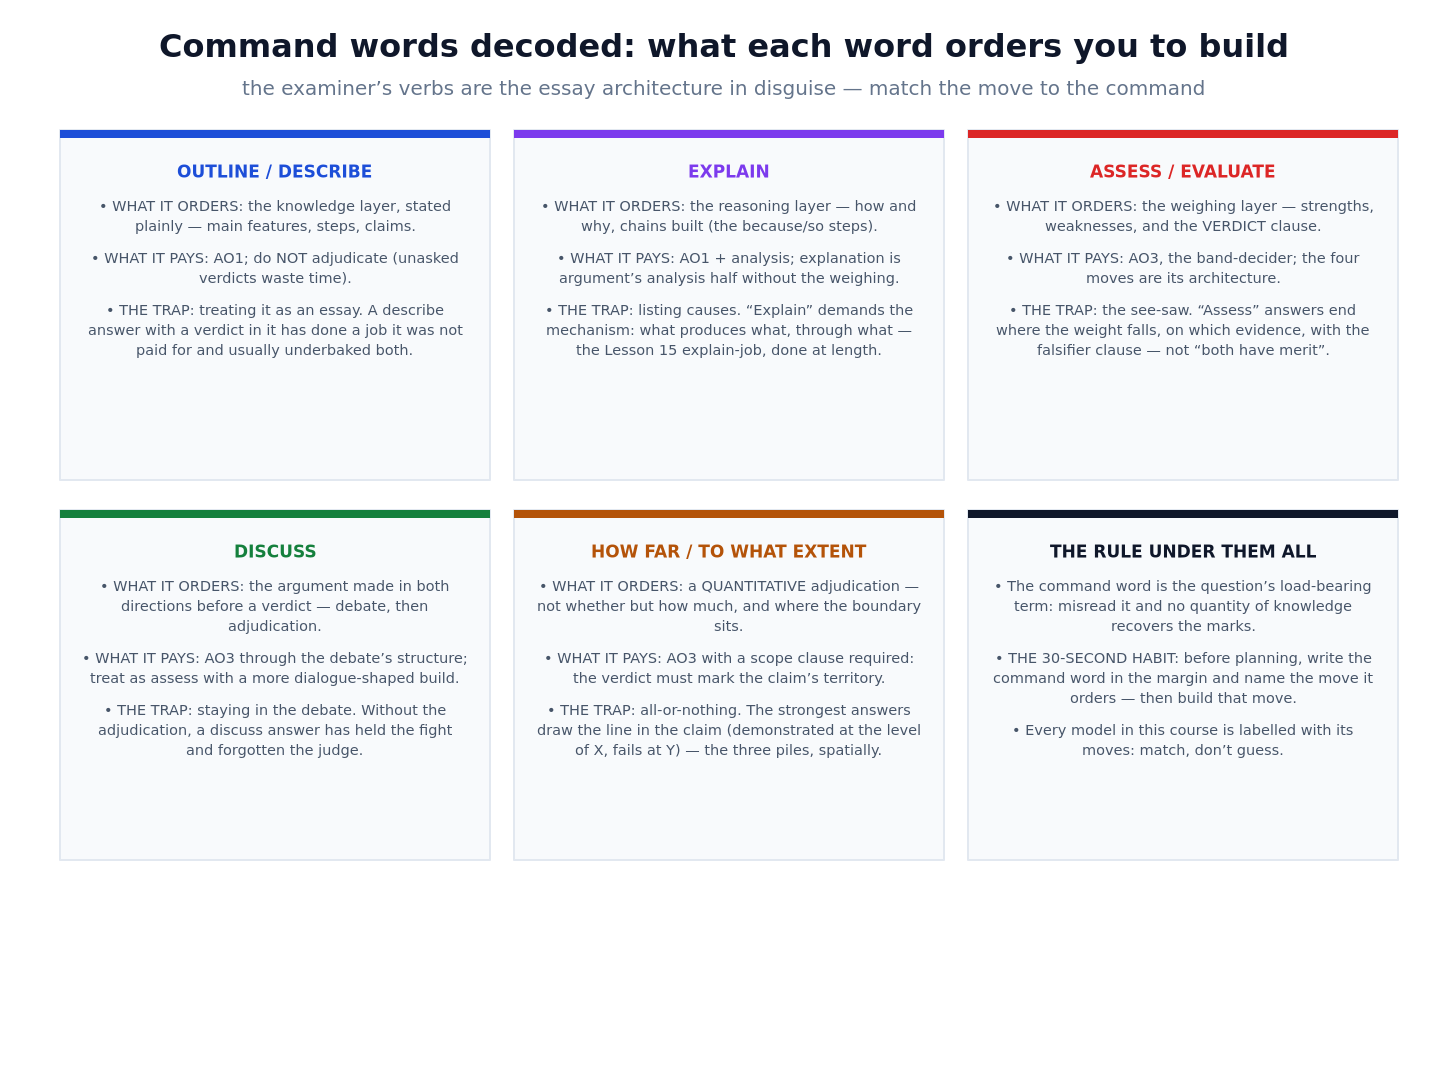 Command words decoded: what each word orders you to build
the examiner’s verbs are the essay architecture in disguise — match the move to the command
OUTLINE / DESCRIBE
• WHAT IT ORDERS: the knowledge layer, stated
plainly — main features, steps, claims.
• WHAT IT PAYS: AO1; do NOT adjudicate (unasked
verdicts waste time).
• THE TRAP: treating it as an essay. A describe
answer with a verdict in it has done a job it was not
paid for and usually underbaked both.
EXPLAIN
• WHAT IT ORDERS: the reasoning layer — how and
why, chains built (the because/so steps).
• WHAT IT PAYS: AO1 + analysis; explanation is
argument’s analysis half without the weighing.
• THE TRAP: listing causes. “Explain” demands the
mechanism: what produces what, through what —
the Lesson 15 explain-job, done at length.
ASSESS / EVALUATE
• WHAT IT ORDERS: the weighing layer — strengths,
weaknesses, and the VERDICT clause.
• WHAT IT PAYS: AO3, the band-decider; the four
moves are its architecture.
• THE TRAP: the see-saw. “Assess” answers end
where the weight falls, on which evidence, with the
falsifier clause — not “both have merit”.
DISCUSS
• WHAT IT ORDERS: the argument made in both
directions before a verdict — debate, then
adjudication.
• WHAT IT PAYS: AO3 through the debate’s structure;
treat as assess with a more dialogue-shaped build.
• THE TRAP: staying in the debate. Without the
adjudication, a discuss answer has held the fight
and forgotten the judge.
HOW FAR / TO WHAT EXTENT
• WHAT IT ORDERS: a QUANTITATIVE adjudication —
not whether but how much, and where the boundary
sits.
• WHAT IT PAYS: AO3 with a scope clause required:
the verdict must mark the claim’s territory.
• THE TRAP: all-or-nothing. The strongest answers
draw the line in the claim (demonstrated at the level
of X, fails at Y) — the three piles, spatially.
THE RULE UNDER THEM ALL
• The command word is the question’s load-bearing
term: misread it and no quantity of knowledge
recovers the marks.
• THE 30-SECOND HABIT: before planning, write the
command word in the margin and name the move it
orders — then build that move.
• Every model in this course is labelled with its
moves: match, don’t guess.